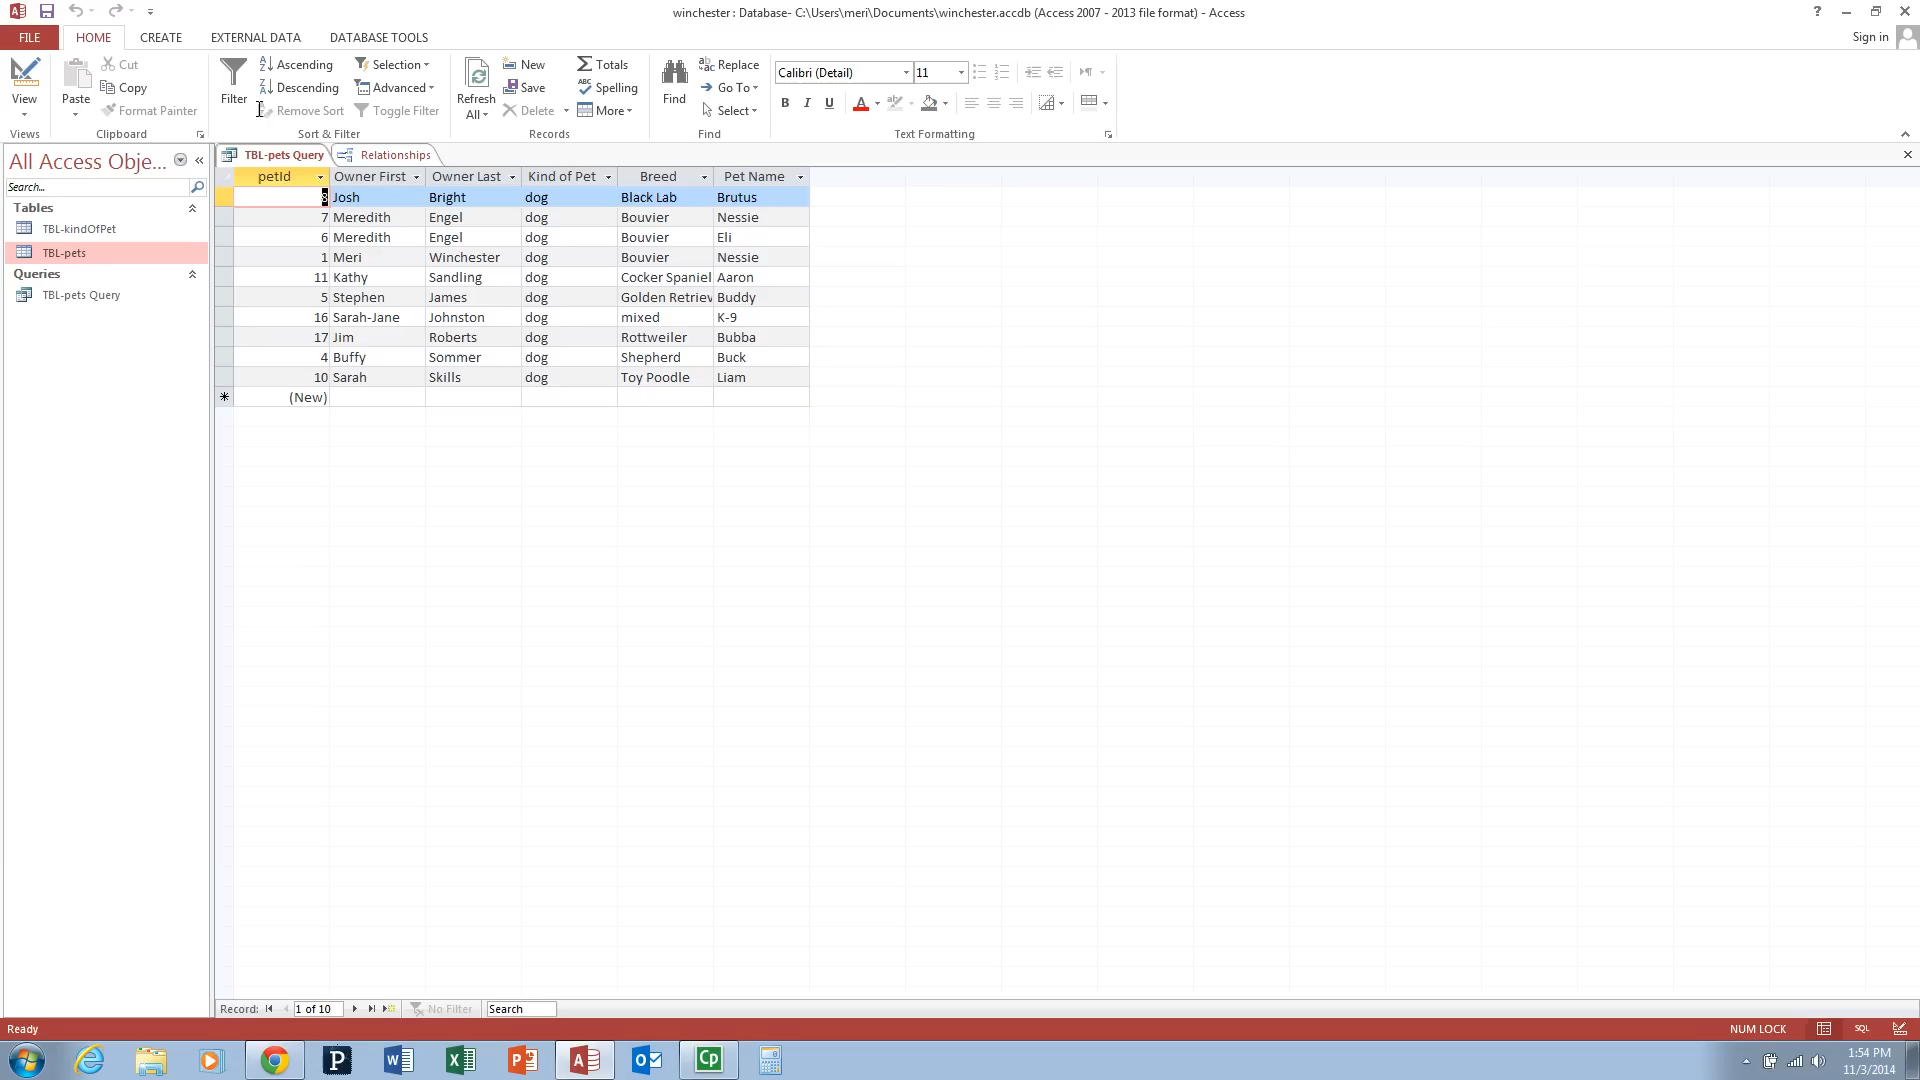 winchester : Database- C:\Users\meri\Documents\winchester.accdb (Access 2007 - 2013 file format) - Access
?
FILE HOME CREATE EXTERNAL DATA DATABASE TOOLS Sign in
View
Views
Paste
Cut
Copy
Format Painter
Clipboard
Filter
Ascending
Descending
Remove Sort
Selection
Advanced
Toggle Filter
Sort & Filter
Refresh
All
New
Save
Delete
Totals
Spelling
More
Records
Find
Replace
Go To
Select
Find
Calibri (Detail) 11
B I U A
Text Formatting
All Access Obje...
Search...
Tables
TBL-kindOfPet
TBL-pets
Queries
TBL-pets Query
TBL-pets Query Relationships
petId Owner First Owner Last Kind of Pet Breed Pet Name
8 Josh Bright dog Black Lab Brutus
7 Meredith Engel dog Bouvier Nessie
6 Meredith Engel dog Bouvier Eli
1 Meri Winchester dog Bouvier Nessie
11 Kathy Sandling dog Cocker Spaniel Aaron
5 Stephen James dog Golden Retriev Buddy
16 Sarah-Jane Johnston dog mixed K-9
17 Jim Roberts dog Rottweiler Bubba
4 Buffy Sommer dog Shepherd Buck
10 Sarah Skills dog Toy Poodle Liam
(New)
Record: 1 of 10 No Filter Search
Ready NUM LOCK SQL
1:54 PM
11/3/2014